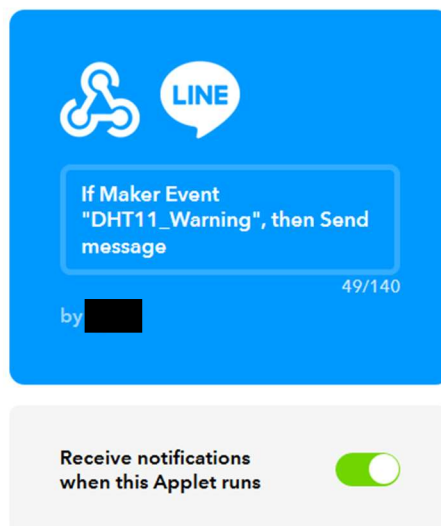 LINE
If Maker Event
"DHT11_Warning", then Send
message
49/140
by
Receive notifications
when this Applet runs